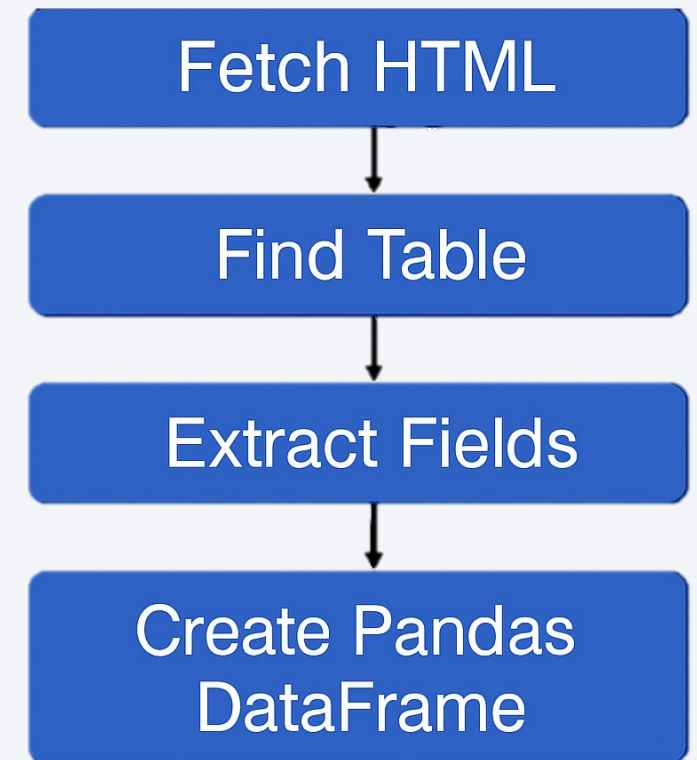 Fetch HTML
Find Table
Extract Fields
Create Pandas
DataFrame